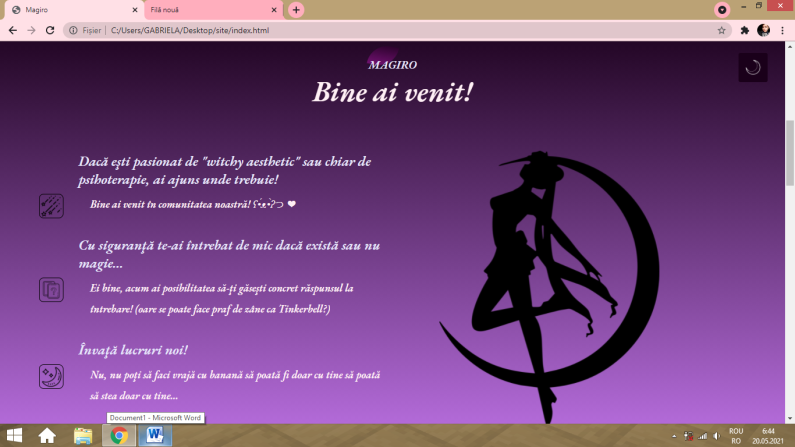 Magiro
Filă nouă
Fișier | C:/Users/GABRIELA/Desktop/site/index.html
MAGIRO
Bine ai venit!
Dacă ești pasionat de "witchy aesthetic" sau chiar de
psihoterapie, ai ajuns unde trebuie!
Bine ai venit în comunitatea noastră! ʕ•́ᴥ•̀ʔっ ❤
Cu siguranță te-ai întrebat de mic dacă există sau nu
magie...
Ei bine, acum ai posibilitatea să-ți găsești concret răspunsul la
întrebare! (oare se poate face praf de zâne ca Tinkerbell?)
Învaţă lucruri noi!
Nu, nu poți să faci vrajă cu banană să poată fi doar cu tine să poată
să stea doar cu tine...
Document1 - Microsoft Word
ROU
RO
6:44
20.05.2021